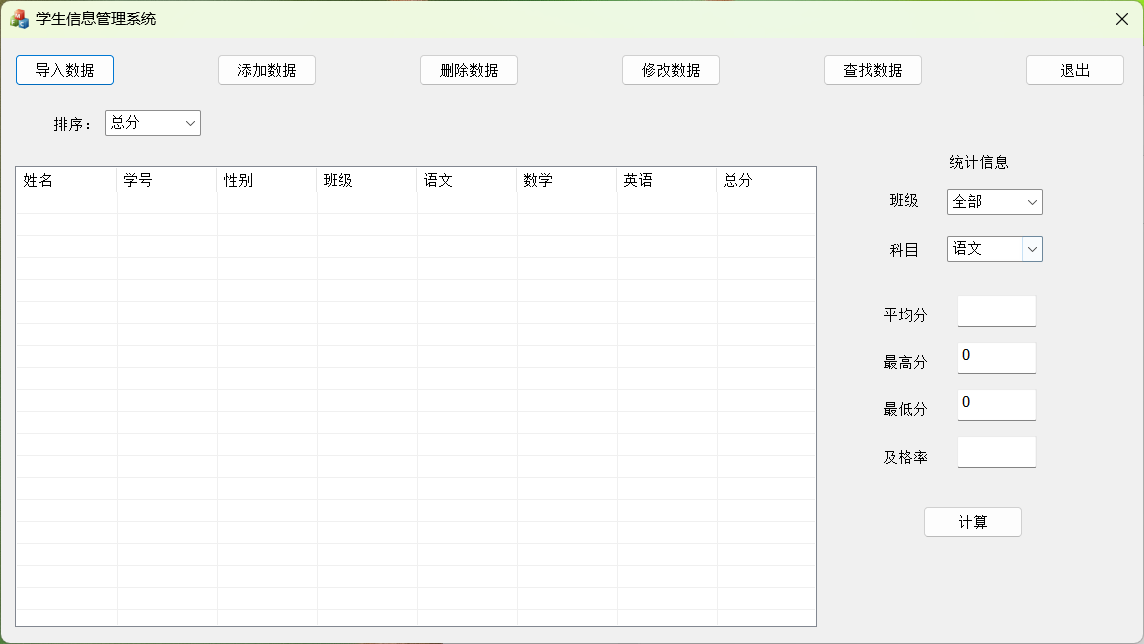 学生信息管理系统
导入数据 添加数据 删除数据 修改数据 查找数据 退出
排序： 总分
姓名 学号 性别 班级 语文 数学 英语 总分
统计信息
班级 全部
科目 语文
平均分
最高分 0
最低分 0
及格率
计算